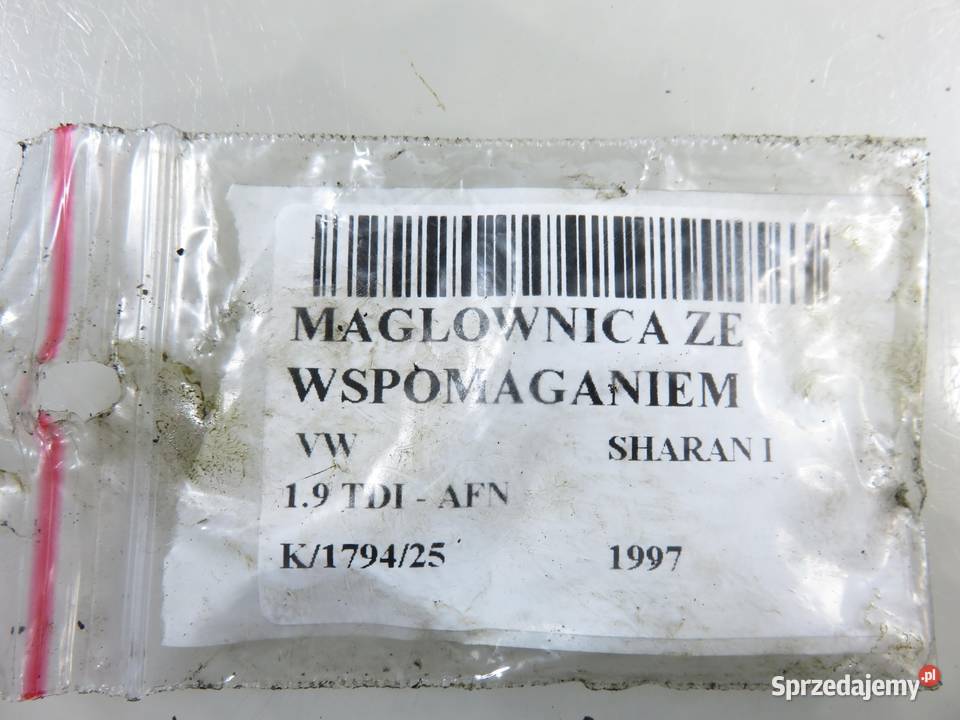 MAGLOWNICA ZE
WSPOMAGANIEM
VW SHARAN I
1.9 TDI - AFN
K/1794/25 1997
Sprzedajemy.pl